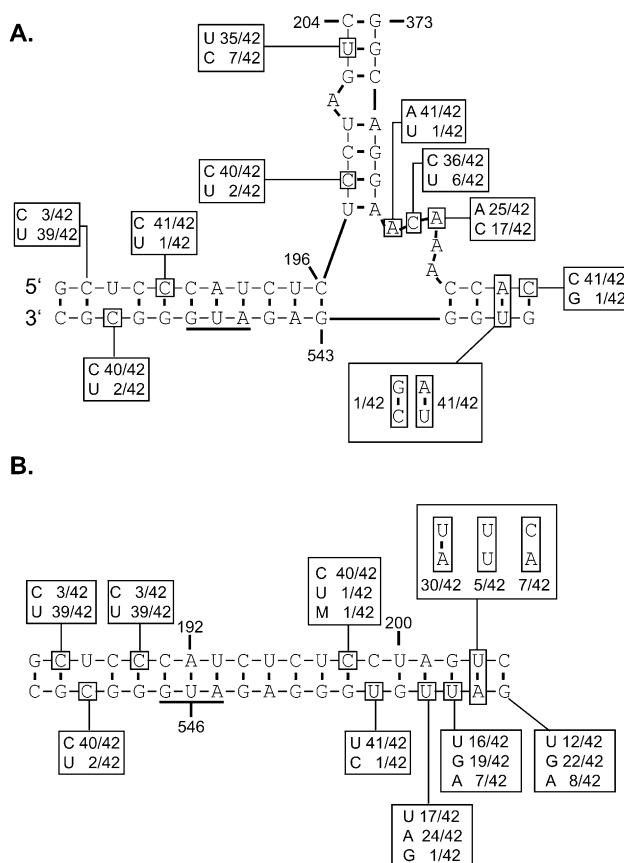 A.
204 C G 373
U 35/42
C 7/42
U G
G C
A
U A
C G
C G
U A
A 41/42
U 1/42
C 36/42
U 6/42
C 40/42
U 2/42
A C A
A 25/42
C 17/42
A
A
C 3/42
U 39/42
C 41/42
U 1/42
196
5‘ G C U C C C A U C U C C C A C
3‘ C G C G G G U A G A G G G U G
543
C 41/42
G 1/42
C 40/42
U 2/42
1/42 G A 41/42
C U
B.
U U C
A U A
30/42 5/42 7/42
C 3/42
U 39/42
C 3/42
U 39/42
C 40/42
U 1/42
M 1/42
192
200
G C U C C C A U C U C U C C U A G U C
C G C G G G U A G A G G G U G U U A G
546
C 40/42
U 2/42
U 41/42
C 1/42
U 16/42
G 19/42
A 7/42
U 12/42
G 22/42
A 8/42
U 17/42
A 24/42
G 1/42